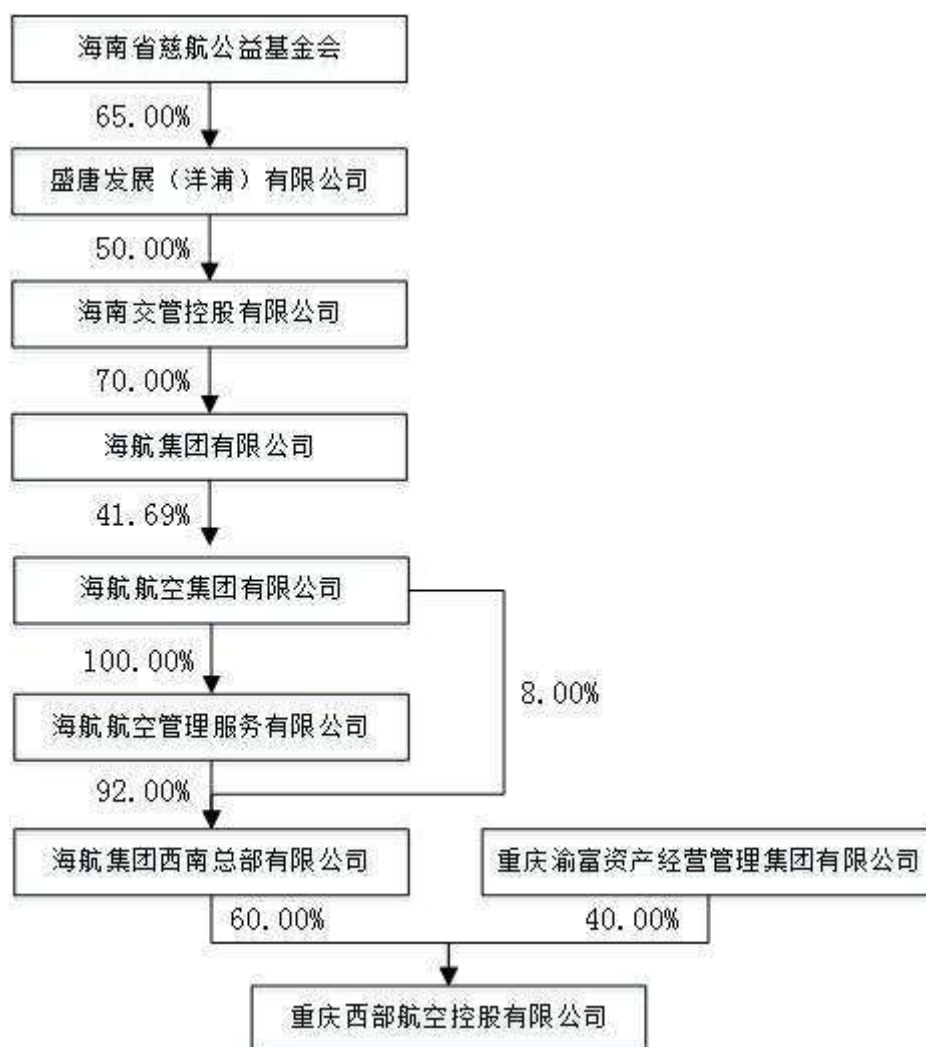 海南省慈航公益基金会
65.00%
盛唐发展（洋浦）有限公司
50.00%
海南交管控股有限公司
70.00%
海航集团有限公司
41.69%
海航航空集团有限公司
100.00%
8.00%
海航航空管理服务有限公司
92.00%
海航集团西南总部有限公司
重庆渝富资产经营管理集团有限公司
60.00%
40.00%
重庆西部航空控股有限公司